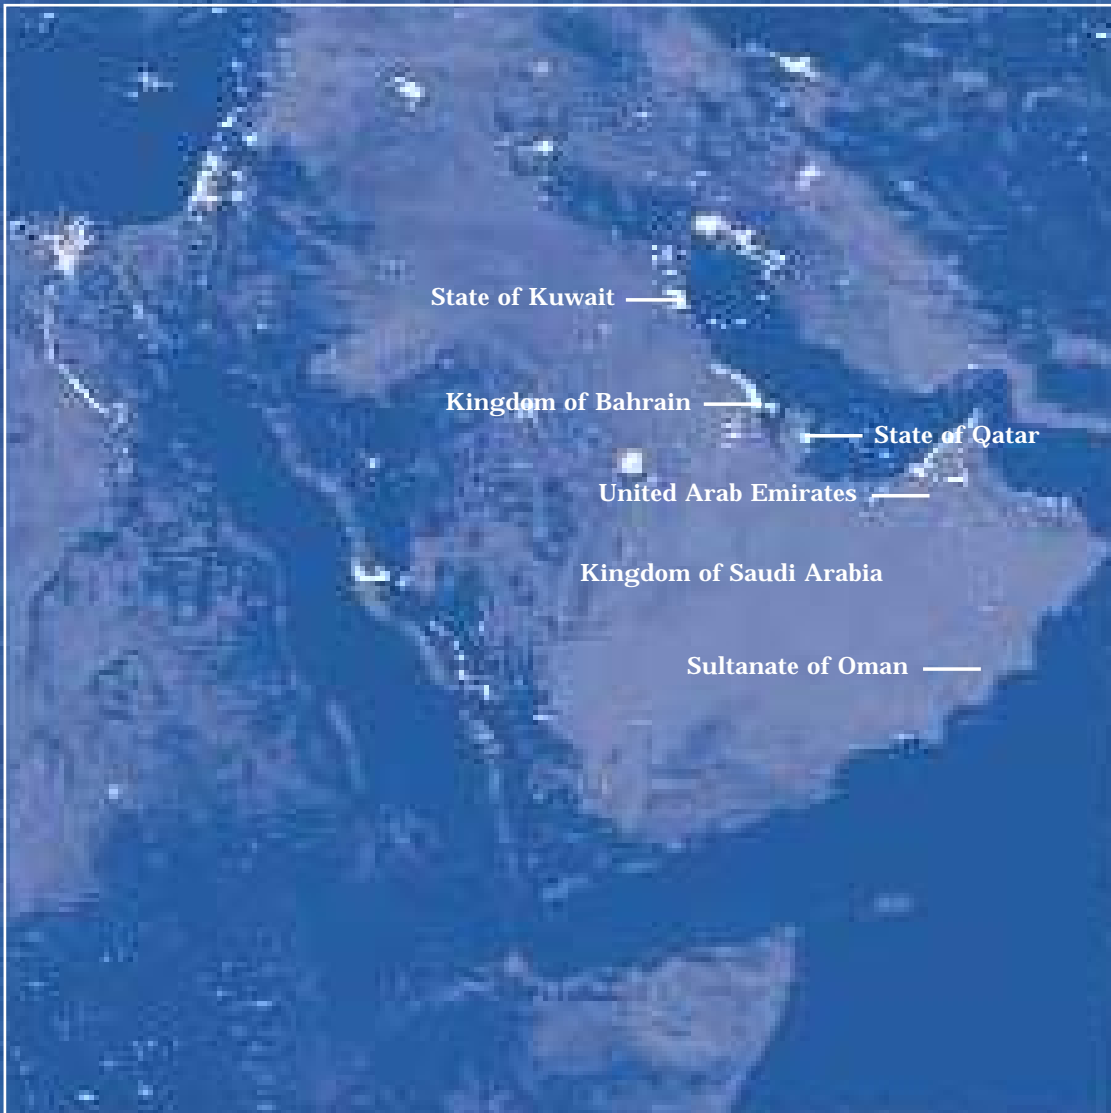 State of Kuwait
Kingdom of Bahrain
State of Qatar
United Arab Emirates
Kingdom of Saudi Arabia
Sultanate of Oman